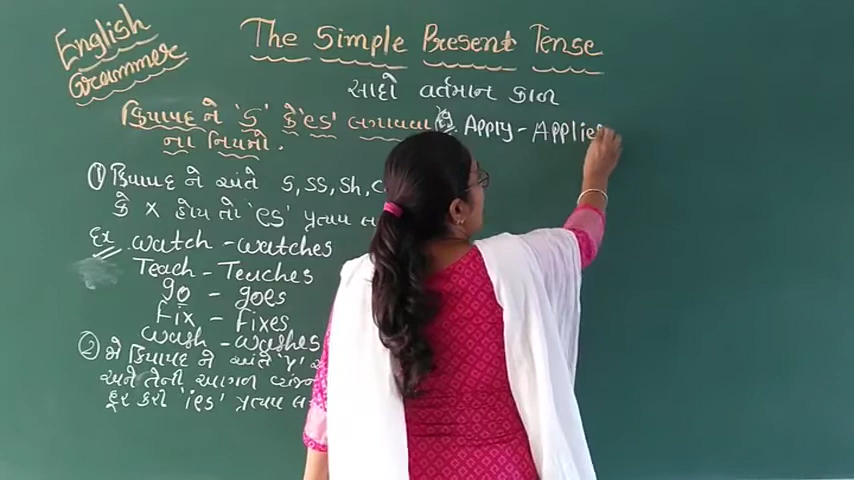 English
Grammer
The Simple Present Tense
સાદો વર્તમાન કાળ
ક્રિયાપદ ને 'S' કે 'es' લગાવવા
ના નિયમો.
① ક્રિયાપદ ને અંતે S, SS, Sh, C
કે X હોય તો 'es' પ્રત્યય
Ex watch - watches
Teach - Teaches
go - goes
Fix - Fixes
wash - washes
② જે ક્રિયાપદ ને અંતે 'y'
અને તેની આગળ
દૂર કરી 'ies' પ્રત્યય
Ex Apply - Applies